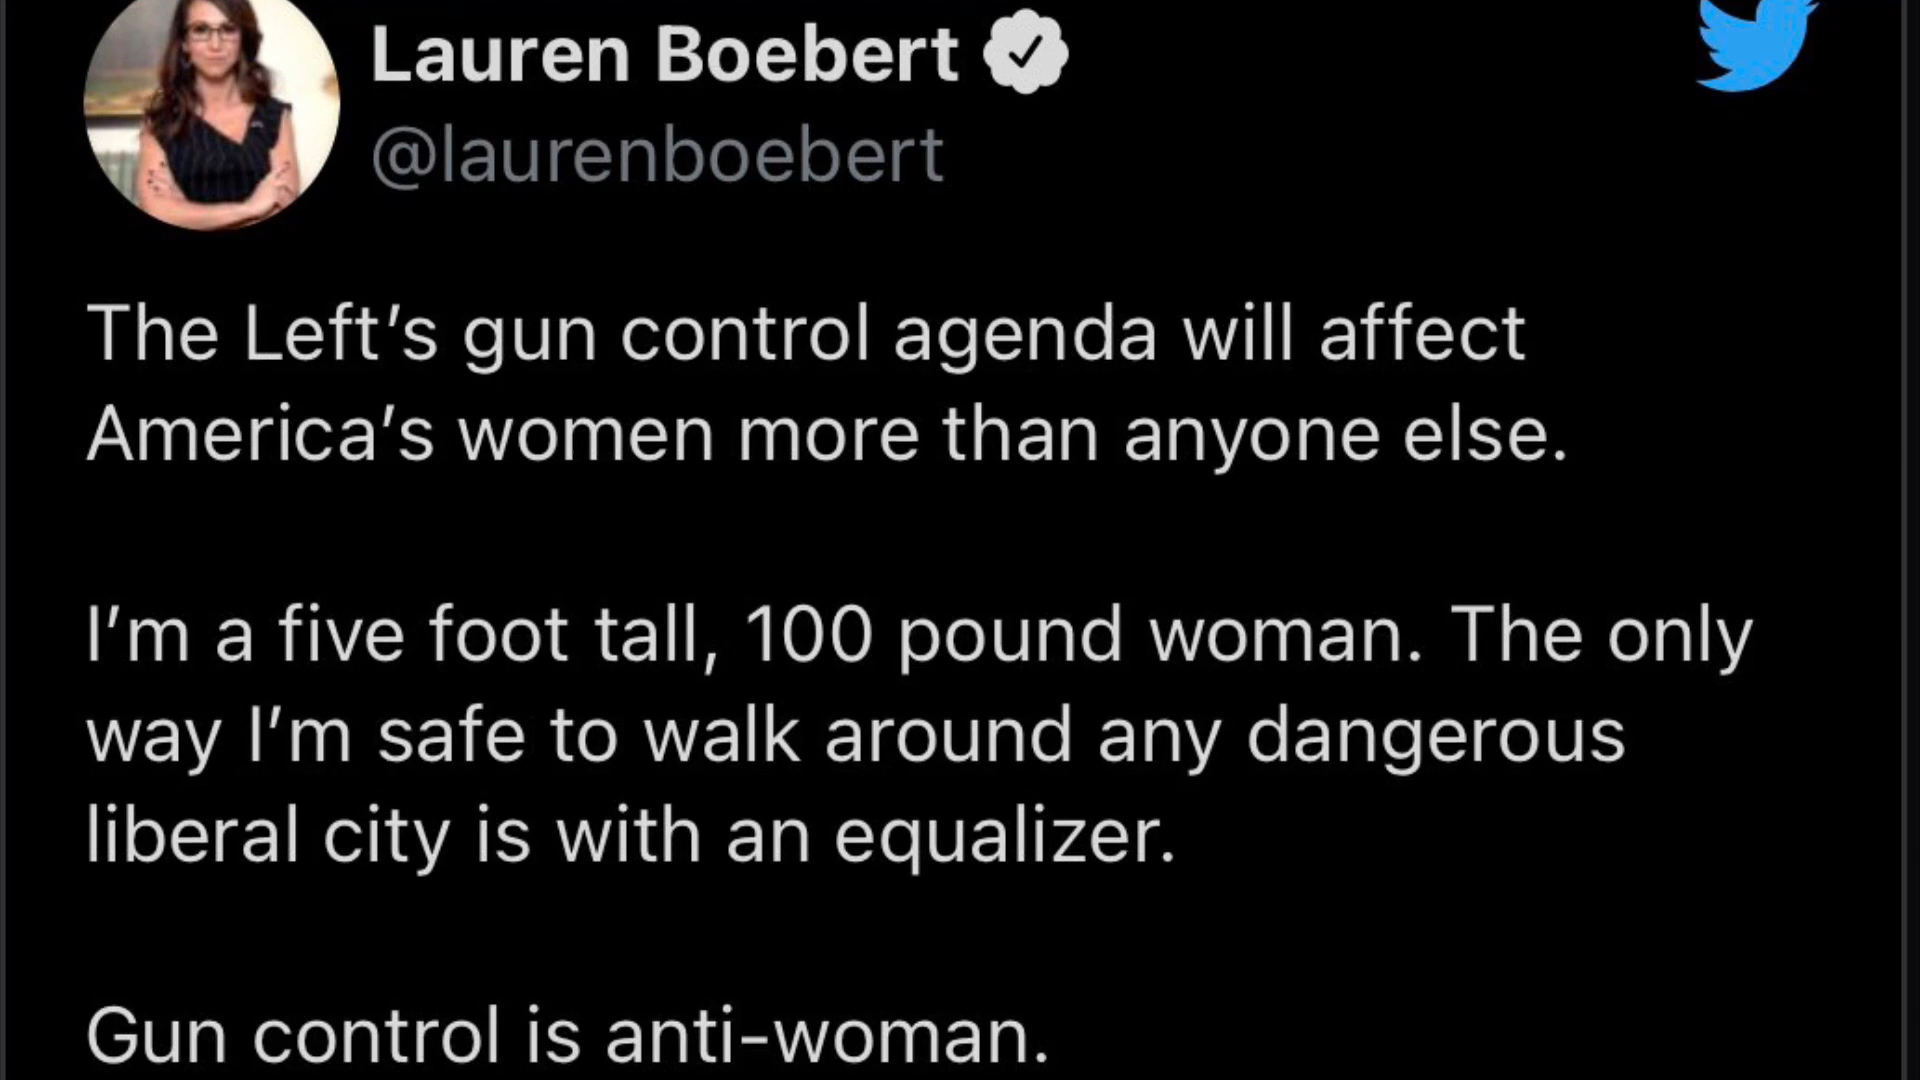 Lauren Boebert
@laurenboebert
The Left’s gun control agenda will affect
America’s women more than anyone else.
I’m a five foot tall, 100 pound woman. The only
way I’m safe to walk around any dangerous
liberal city is with an equalizer.
Gun control is anti-woman.